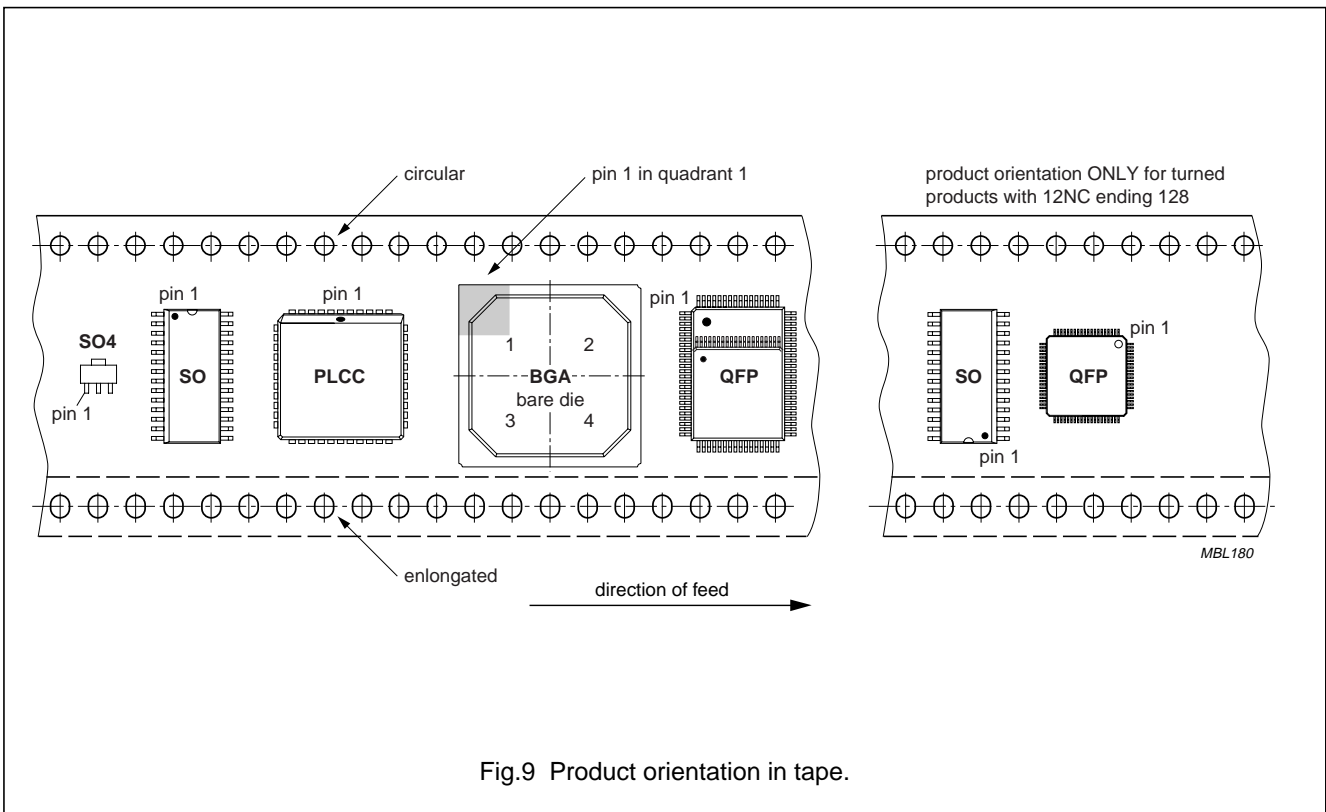 circular
pin 1 in quadrant 1
product orientation ONLY for turned
products with 12NC ending 128
pin 1
pin 1
pin 1
pin 1
SO4
1
2
SO
PLCC
BGA
QFP
SO
QFP
bare die
pin 1
3
4
pin 1
MBL180
enlongated
direction of feed
Fig.9 Product orientation in tape.